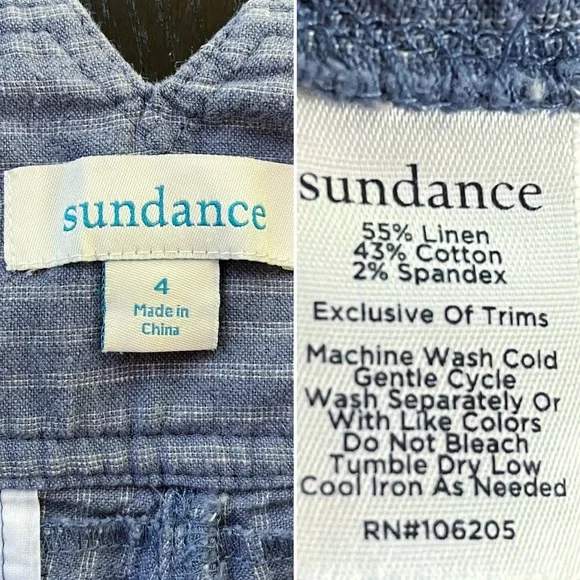 sundance
4
Made in
China
sundance
55% Linen
43% Cotton
2% Spandex
Exclusive Of Trims
Machine Wash Cold
Gentle Cycle
Wash Separately Or
With Like Colors
Do Not Bleach
Tumble Dry Low
Cool Iron As Needed
RN#106205